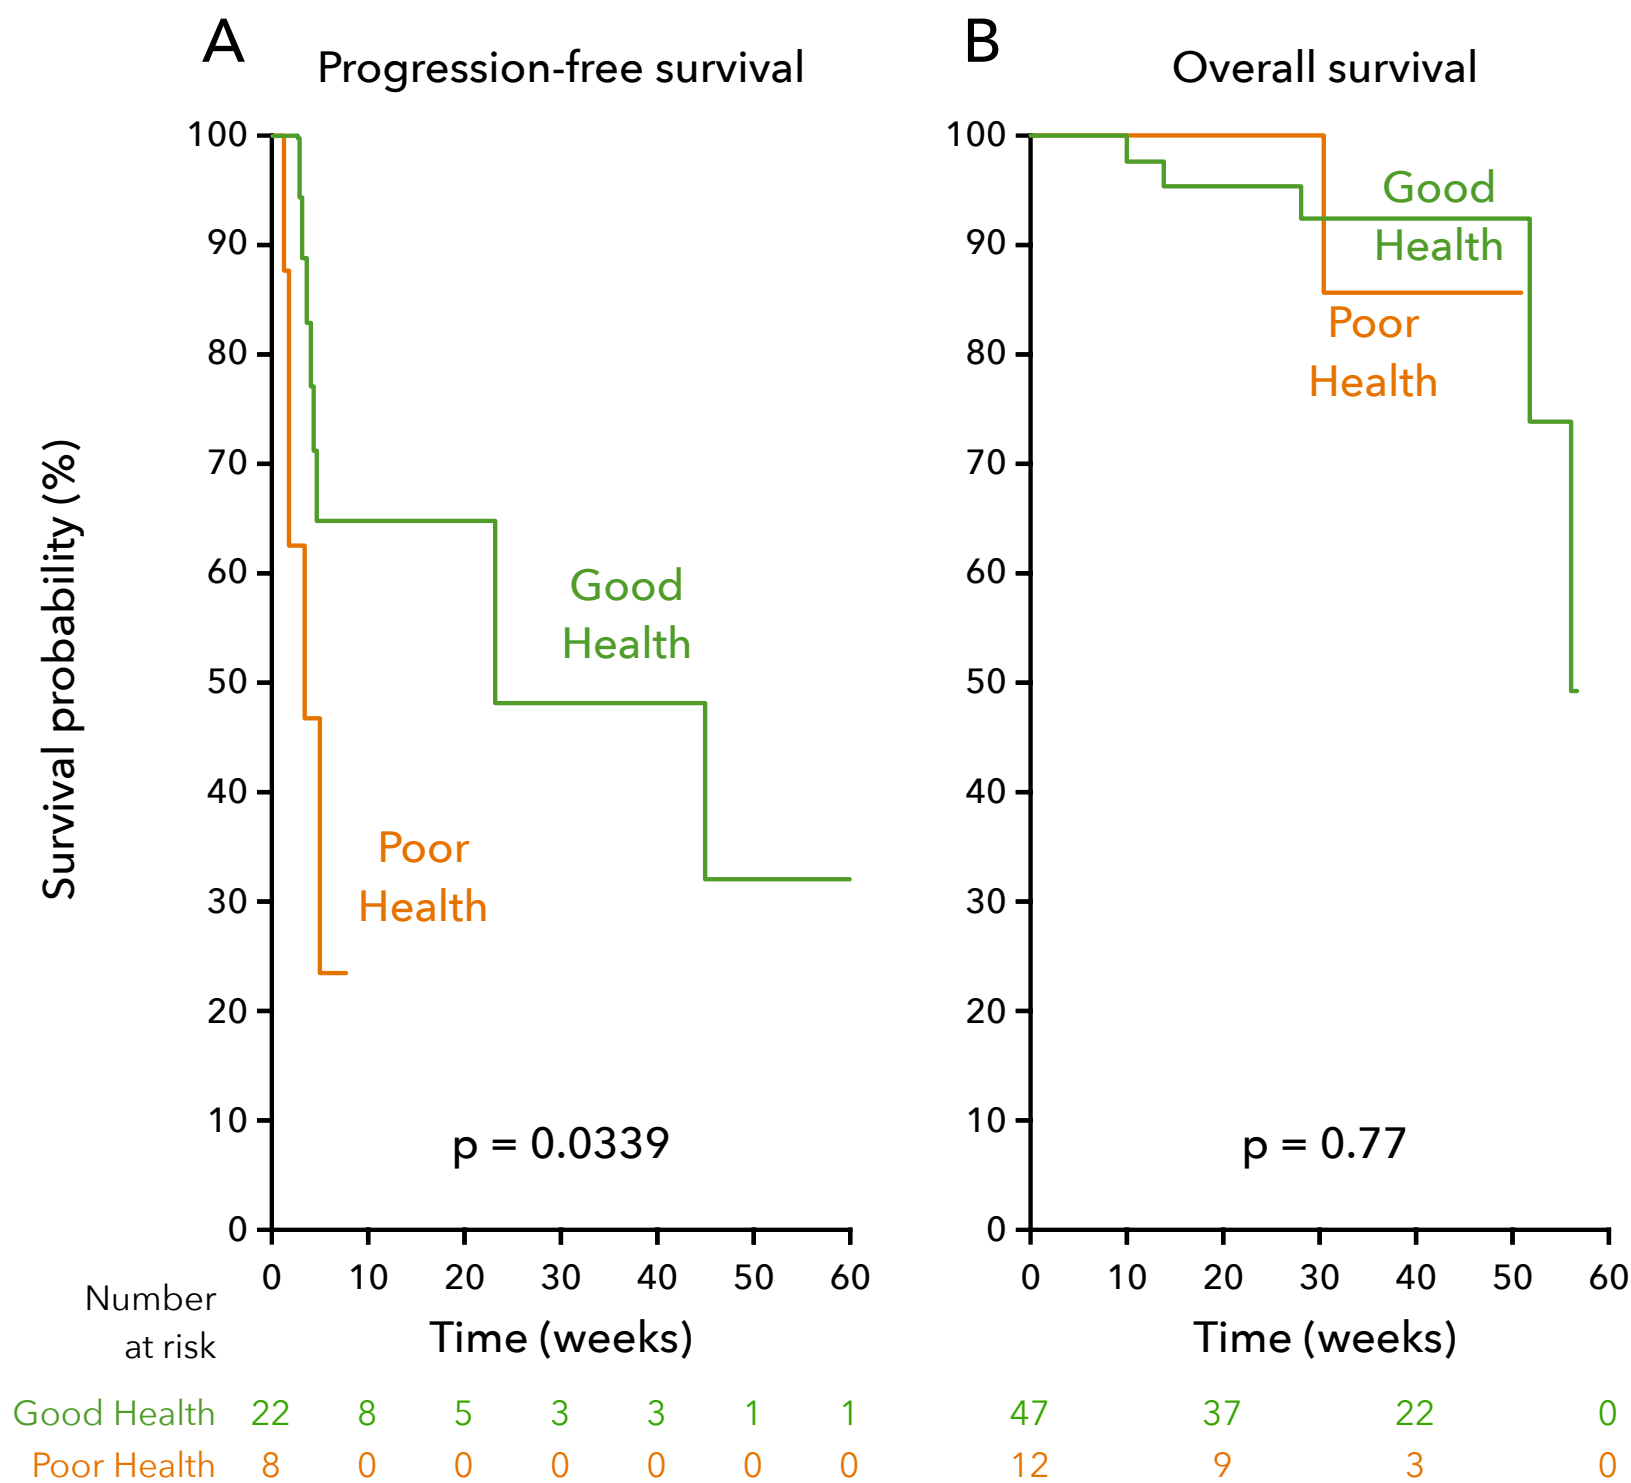 A
Progression-free survival
B
Overall survival
Survival probability (%)
100
90
80
70
60
50
40
30
20
10
0
Good
Health
Poor
Health
p = 0.0339
0 10 20 30 40 50 60
Time (weeks)
100
90
80
70
60
50
40
30
20
10
0
Good
Health
Poor
Health
p = 0.77
0 10 20 30 40 50 60
Time (weeks)
Number
at risk
Good Health 22 8 5 3 3 1 1 47 37 22 0
Poor Health 8 0 0 0 0 0 0 12 9 3 0